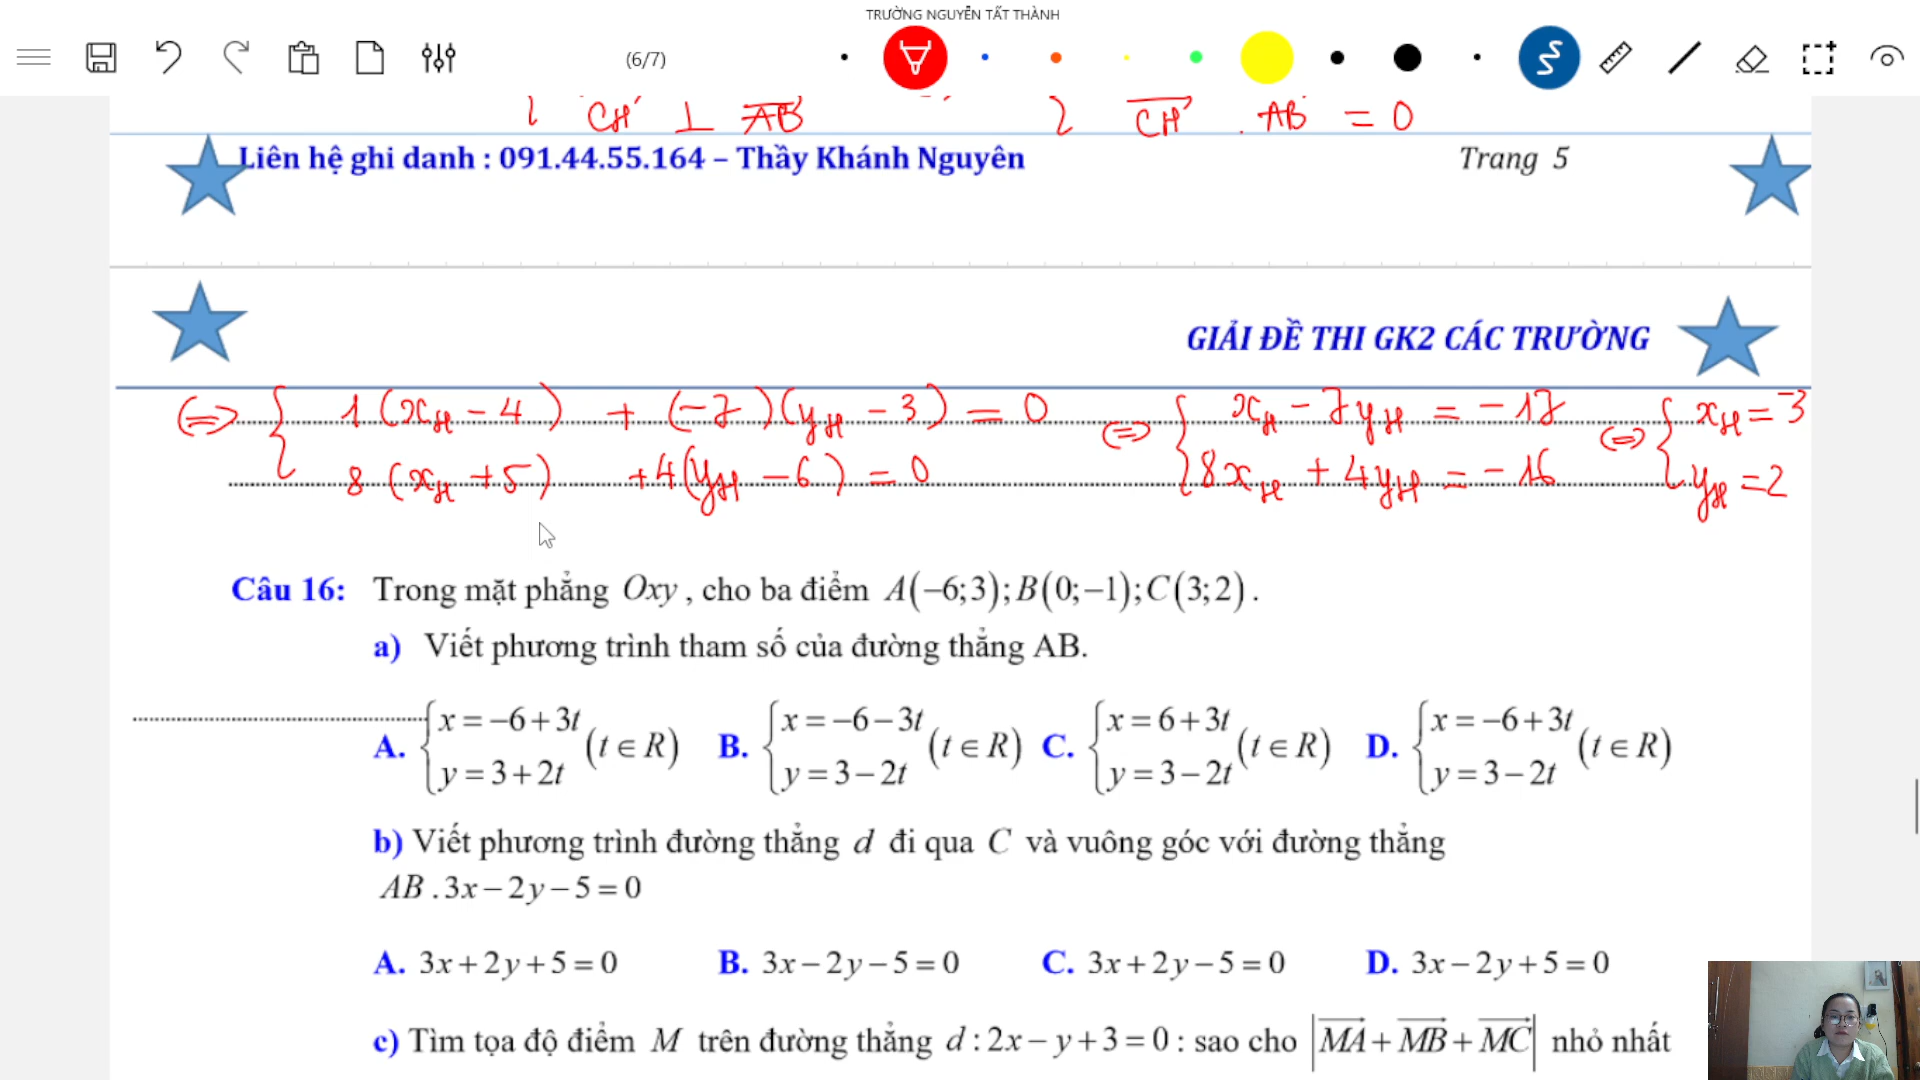 TRƯỜNG NGUYỄN TẤT THÀNH
(6/7)
CH ⊥ AB CH . AB = 0
Liên hệ ghi danh : 091.44.55.164 – Thầy Khánh Nguyên Trang 5
GIẢI ĐỀ THI GK2 CÁC TRƯỜNG
⇔ { 1(x_H − 4) + (−7)(y_H − 3) = 0 ⇔ { x_H − 7y_H = −17 ⇔ { x_H = −3
8(x_H + 5) + 4(y_H − 6) = 0 8x_H + 4y_H = −16 y_H = 2
Câu 16: Trong mặt phẳng Oxy, cho ba điểm A(−6;3); B(0;−1); C(3;2).
a) Viết phương trình tham số của đường thẳng AB.
A. { x = −6+3t y = 3+2t (t ∈ R) B. { x = −6−3t y = 3−2t (t ∈ R) C. { x = 6+3t y = 3−2t (t ∈ R) D. { x = −6+3t y = 3−2t (t ∈ R)
b) Viết phương trình đường thẳng d đi qua C và vuông góc với đường thẳng
AB . 3x−2y−5=0
A. 3x+2y+5=0 B. 3x−2y−5=0 C. 3x+2y−5=0 D. 3x−2y+5=0
c) Tìm tọa độ điểm M trên đường thẳng d:2x−y+3=0: sao cho |MA+MB+MC| nhỏ nhất